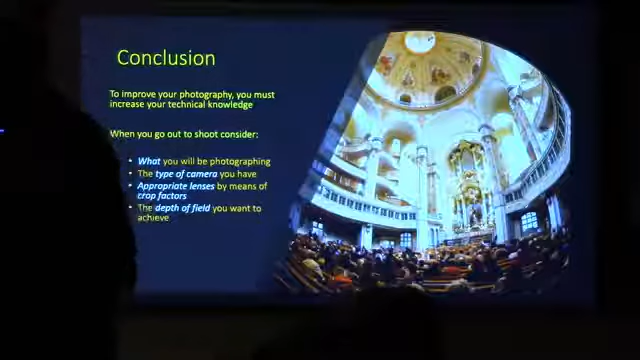 Conclusion
To improve your photography, you must
increase your technical knowledge
When you go out to shoot consider:
• What you will be photographing
• The type of camera you have
• Appropriate lenses by means of
crop factors
• The depth of field you want to
achieve